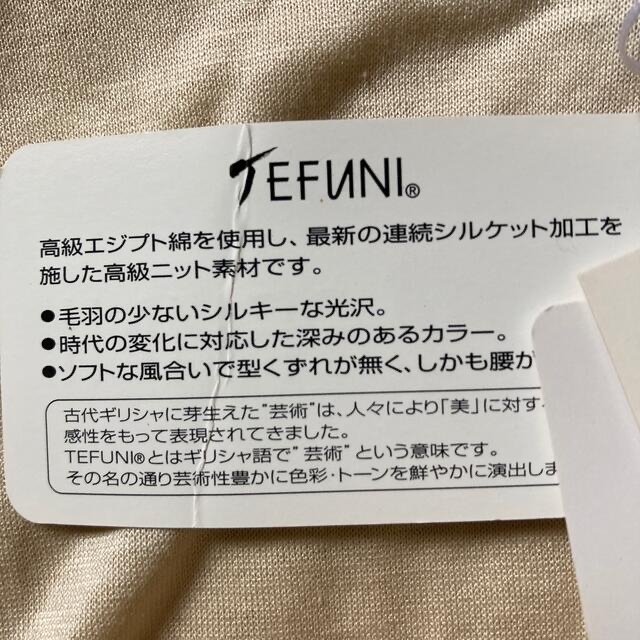 TEFUNI®
高級エジプト綿を使用し、最新の連続シルケット加工を
施した高級ニット素材です。
●毛羽の少ないシルキーな光沢。
●時代の変化に対応した深みのあるカラー。
●ソフトな風合いで型くずれが無く、しかも腰が
古代ギリシャに芽生えた"芸術"は、人々により「美」に対す
感性をもって表現されてきました。
TEFUNI®とはギリシャ語で"芸術"という意味です。
その名の通り芸術性豊かに色彩・トーンを鮮やかに演出しま